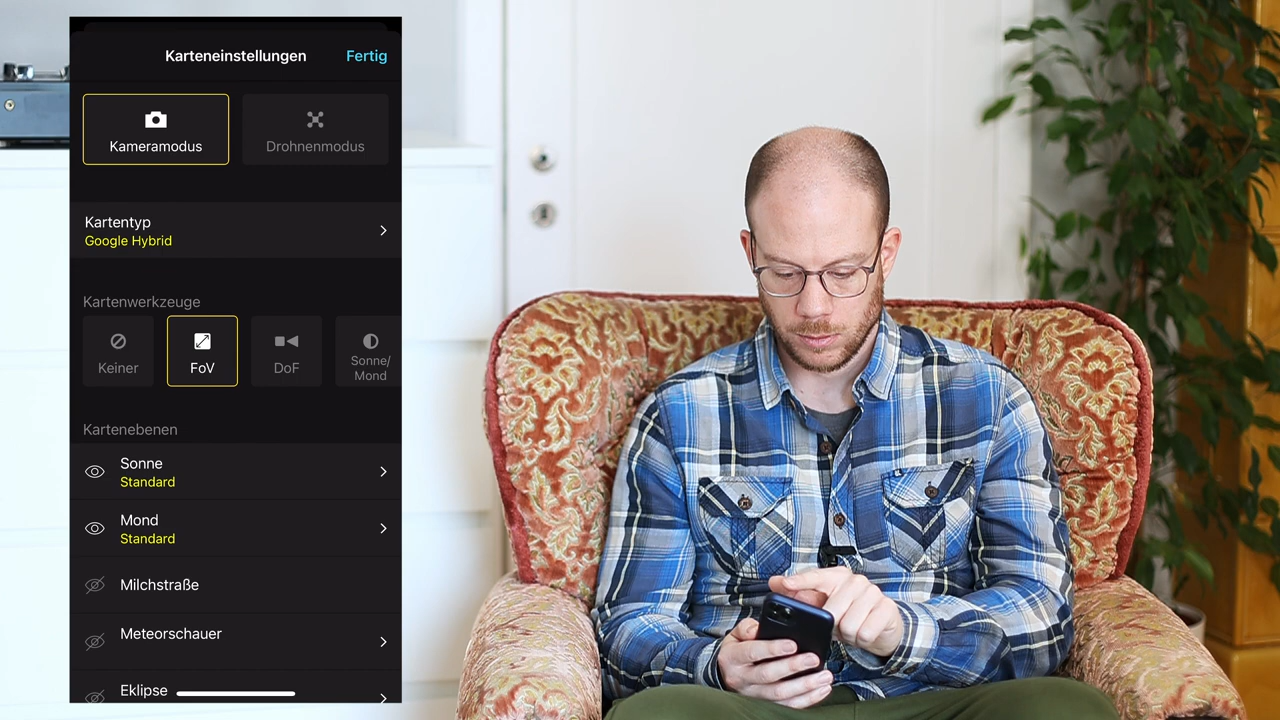 Karteneinstellungen
Fertig
Kameramodus
Drohnenmodus
Kartentyp
Google Hybrid
Kartenwerkzeuge
Keiner
FoV
DoF
Sonne/
Mond
Kartenebenen
Sonne
Standard
Mond
Standard
Milchstraße
Meteorschauer
Eklipse